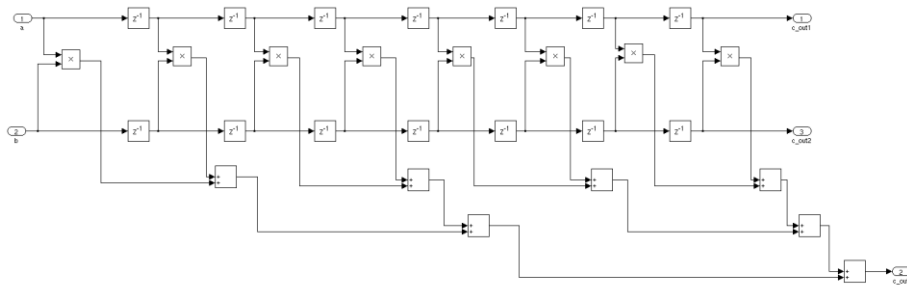 1
a
z⁻¹
z⁻¹
z⁻¹
z⁻¹
z⁻¹
z⁻¹
z⁻¹
1
c_out1
×
×
×
×
×
×
×
×
2
b
z⁻¹
z⁻¹
z⁻¹
z⁻¹
z⁻¹
z⁻¹
z⁻¹
3
c_out2
+
+
+
+
+
+
+
+
+
+
+
+
+
+
2